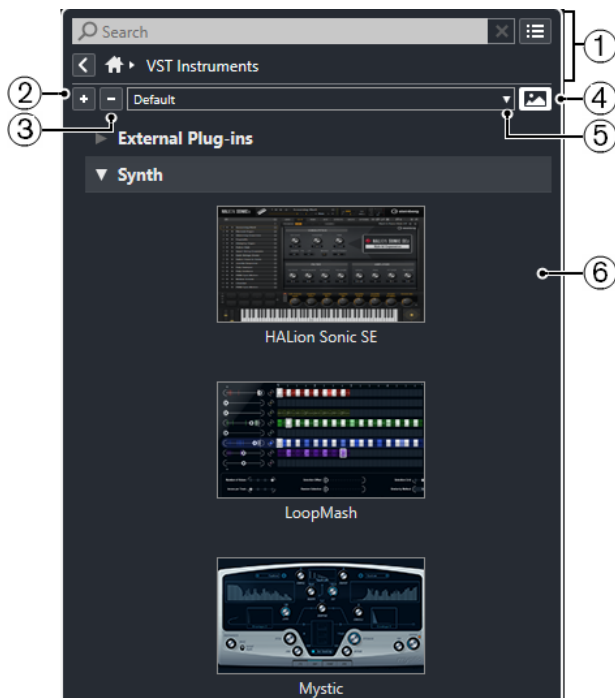 Search
①
VST Instruments
②
Default
④
③
⑤
External Plug-ins
Synth
⑥
HALion Sonic SE
LoopMash
Mystic